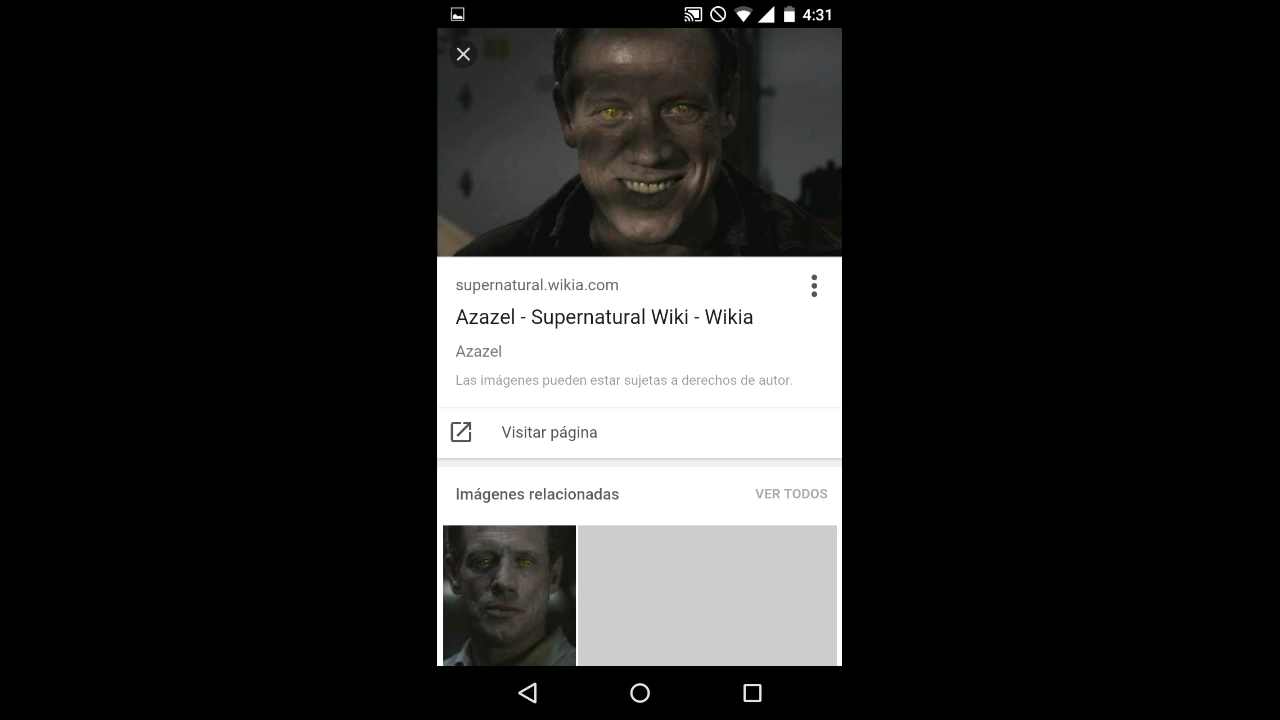 4:31
supernatural.wikia.com
Azazel - Supernatural Wiki - Wikia
Azazel
Las imágenes pueden estar sujetas a derechos de autor.
Visitar página
Imágenes relacionadas
VER TODOS